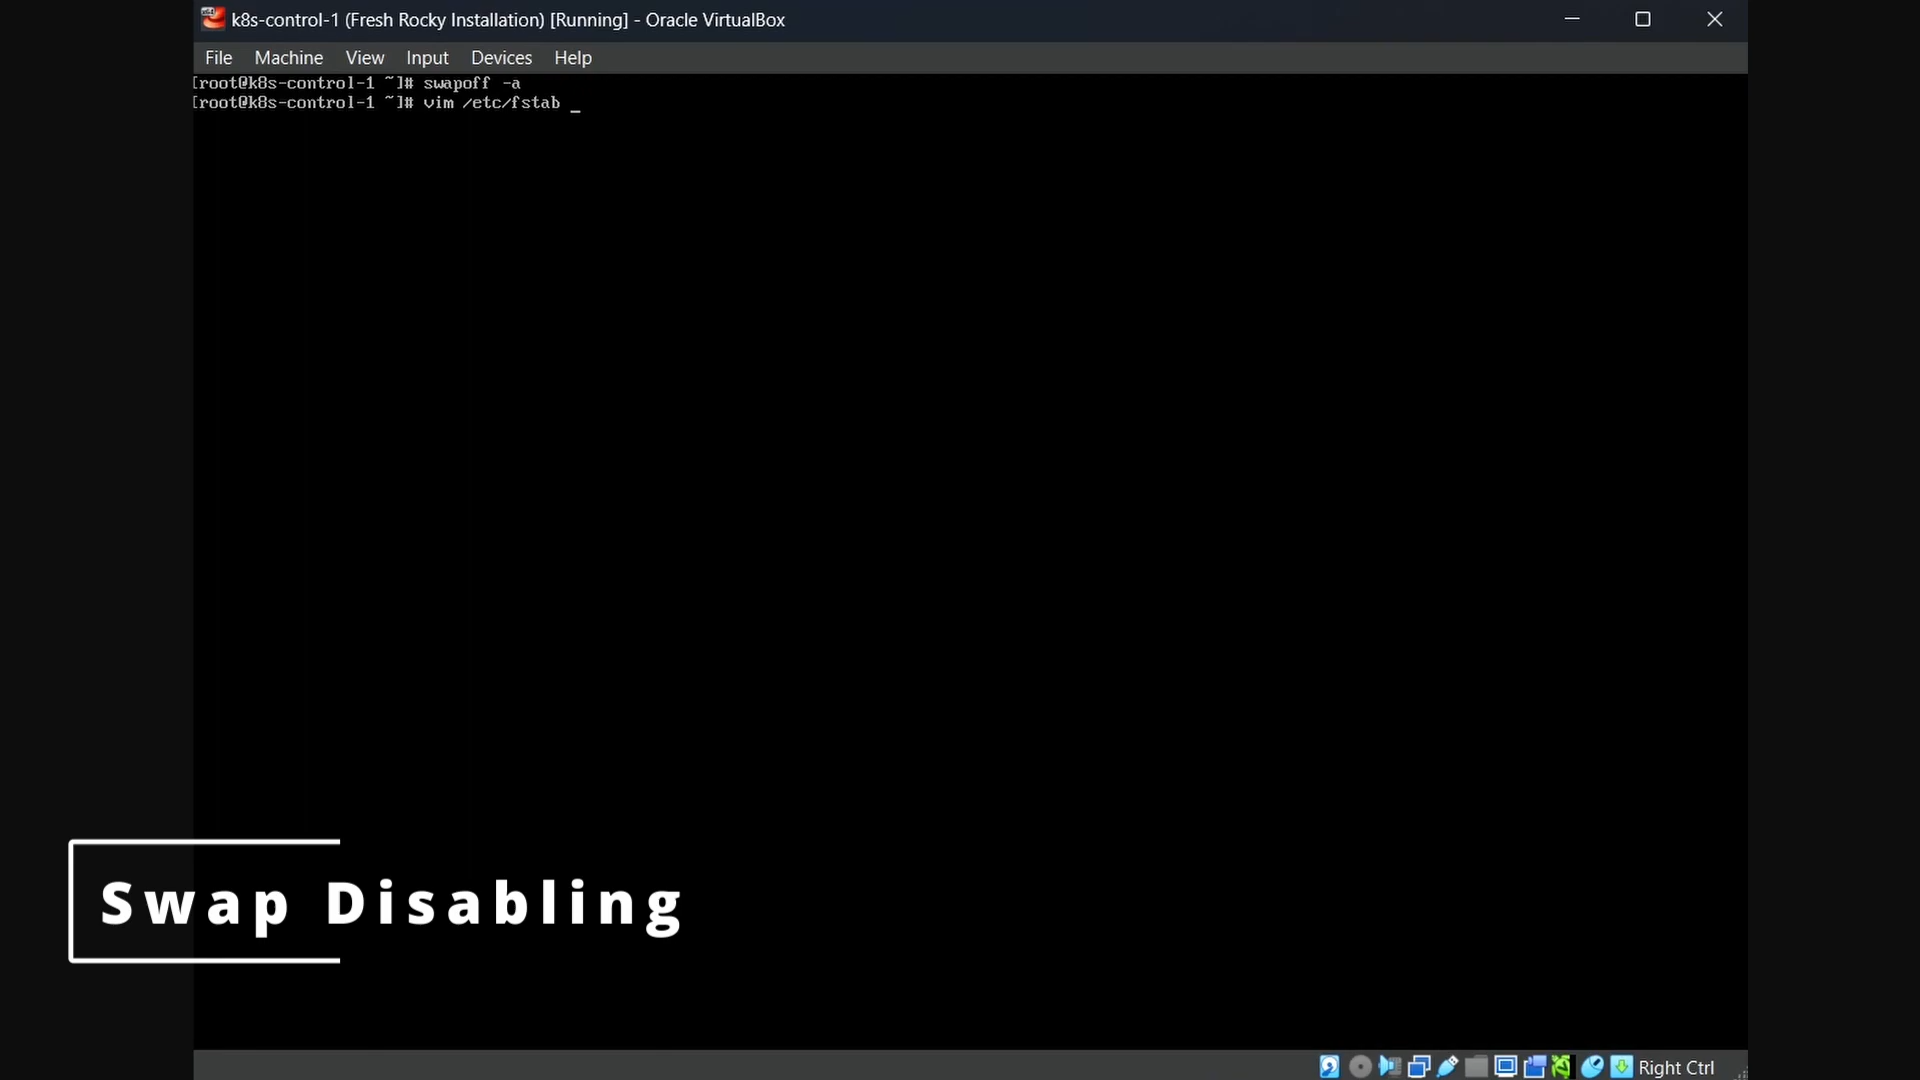 k8s-control-1 (Fresh Rocky Installation) [Running] - Oracle VirtualBox
File Machine View Input Devices Help
[root@k8s-control-1 ~]# swapoff -a
[root@k8s-control-1 ~]# vim /etc/fstab _
Swap Disabling
Right Ctrl